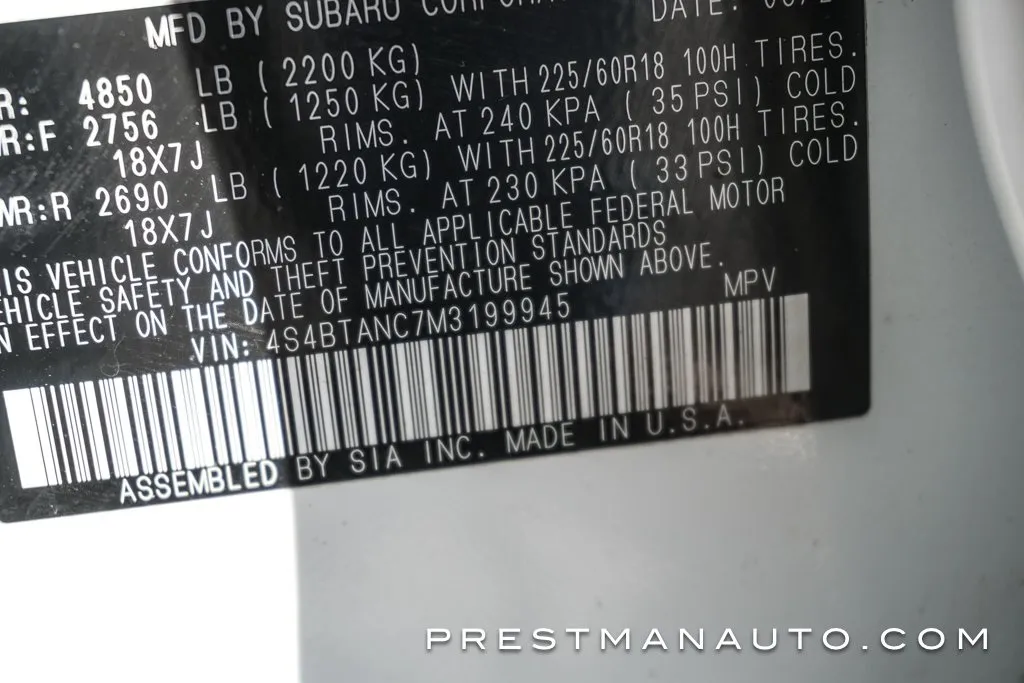 MFD BY SUBARU
DATE:
4850 LB ( 2200 KG)
F 2756 LB ( 1250 KG) WITH 225/60R18 100H TIRES.
18X7J RIMS. AT 240 KPA ( 35 PSI) COLD
R 2690 LB ( 1220 KG) WITH 225/60R18 100H TIRES.
18X7J RIMS. AT 230 KPA ( 33 PSI) COLD
VEHICLE CONFORMS TO ALL APPLICABLE FEDERAL MOTOR
SAFETY AND THEFT PREVENTION STANDARDS
EFFECT ON THE DATE OF MANUFACTURE SHOWN ABOVE.
VIN: 4S4BTANC7M3199945 MPV
ASSEMBLED BY SIA INC. MADE IN U.S.A.
PRESTMANAUTO.COM